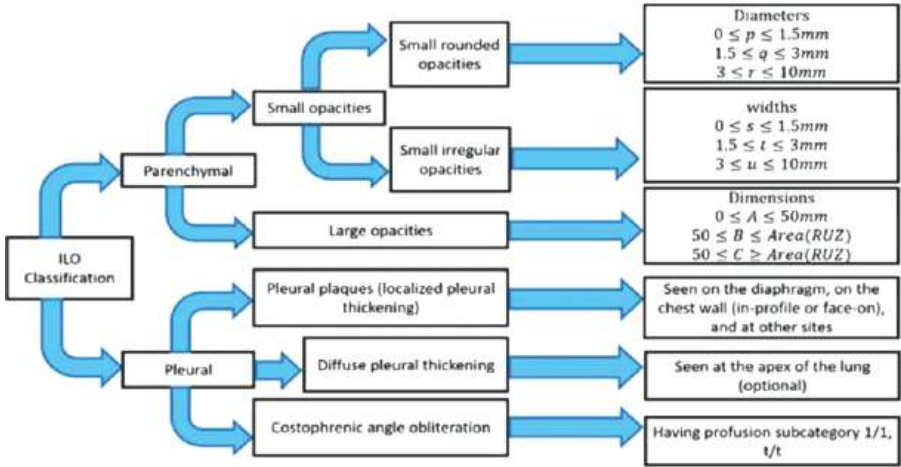 ILO
Classification
Parenchymal
Pleural
Small opacities
Large opacities
Small rounded
opacities
Small irregular
opacities
Pleural plaques (localized pleural
thickening)
Diffuse pleural thickening
Costophrenic angle obliteration
Diameters
0 ≤ p ≤ 1.5mm
1.5 ≤ q ≤ 3mm
3 ≤ r ≤ 10mm
widths
0 ≤ s ≤ 1.5mm
1.5 ≤ t ≤ 3mm
3 ≤ u ≤ 10mm
Dimensions
0 ≤ A ≤ 50mm
50 ≤ B ≤ Area(RUZ)
50 ≤ C ≥ Area(RUZ)
Seen on the diaphragm, on the
chest wall (in-profile or face-on),
and at other sites
Seen at the apex of the lung
(optional)
Having profusion subcategory 1/1,
t/t